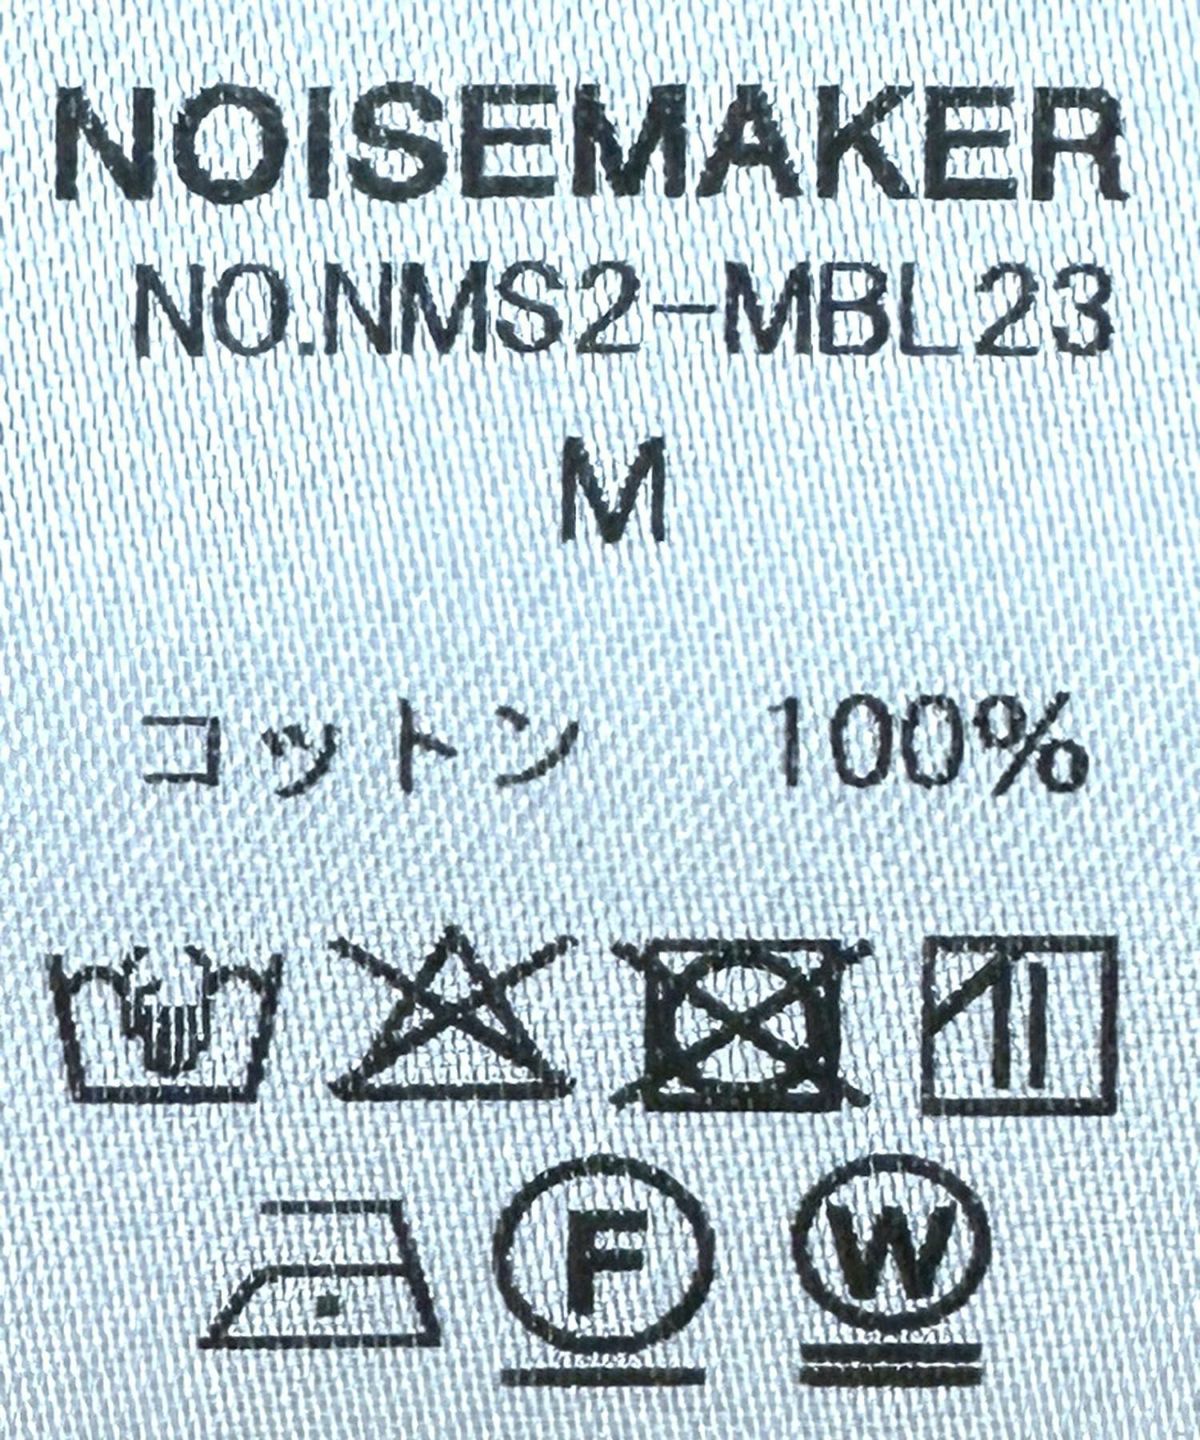 NOISEMAKER
NO.NMS2-MBL23
M
コットン 100%
F W